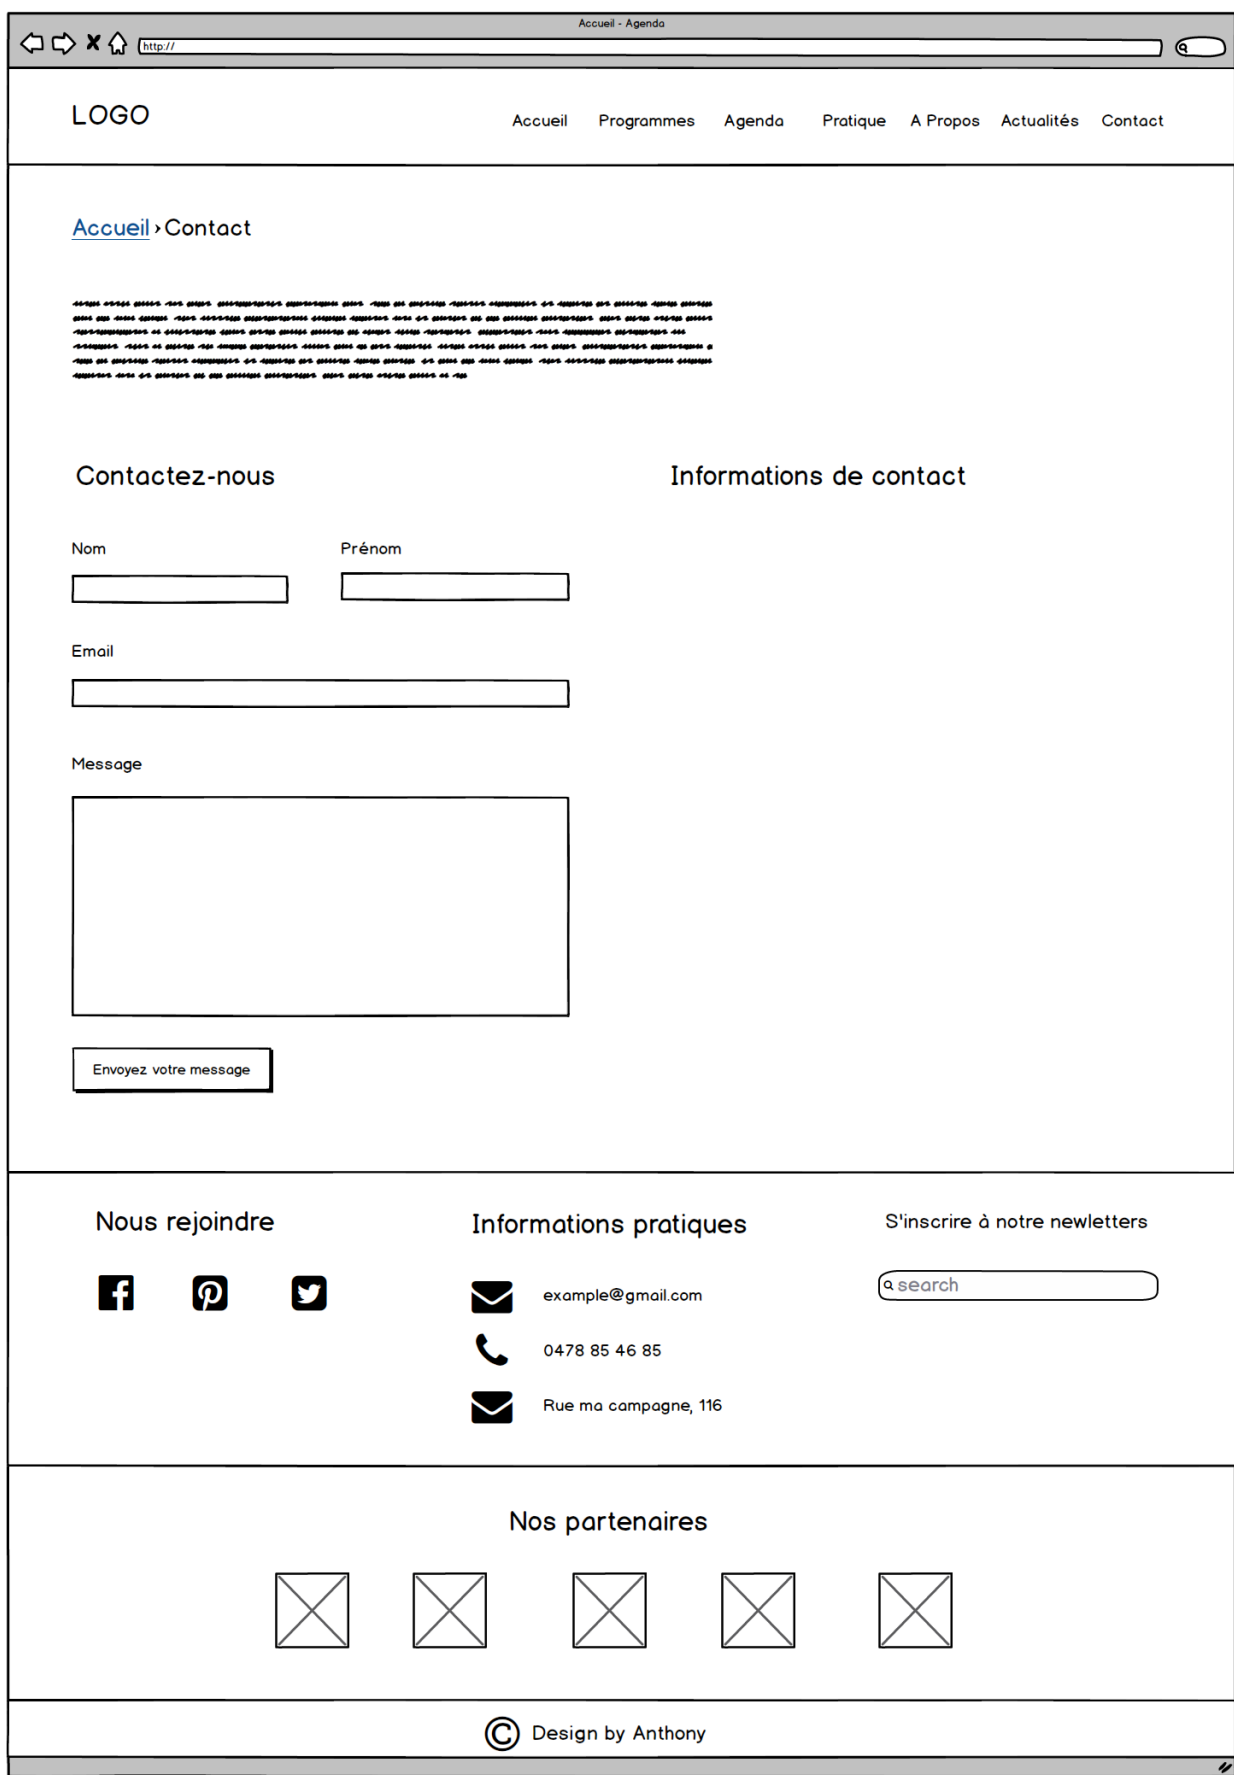 Accueil - Agenda
http://
LOGO
Accueil Programmes Agenda Pratique A Propos Actualités Contact
Accueil › Contact
Contactez-nous
Informations de contact
Nom
Prénom
Email
Message
Envoyez votre message
Nous rejoindre
Informations pratiques
example@gmail.com
0478 85 46 85
Rue ma campagne, 116
S'inscrire à notre newletters
search
Nos partenaires
© Design by Anthony